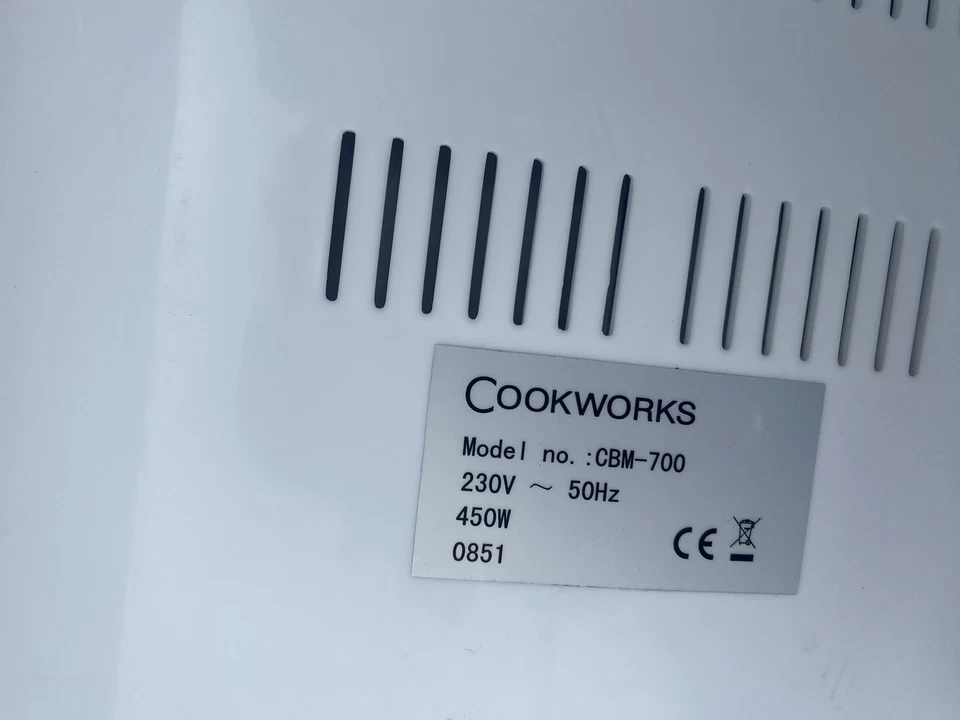 COOKWORKS
Model no.:CBM-700
230V ~ 50Hz
450W
0851
CE